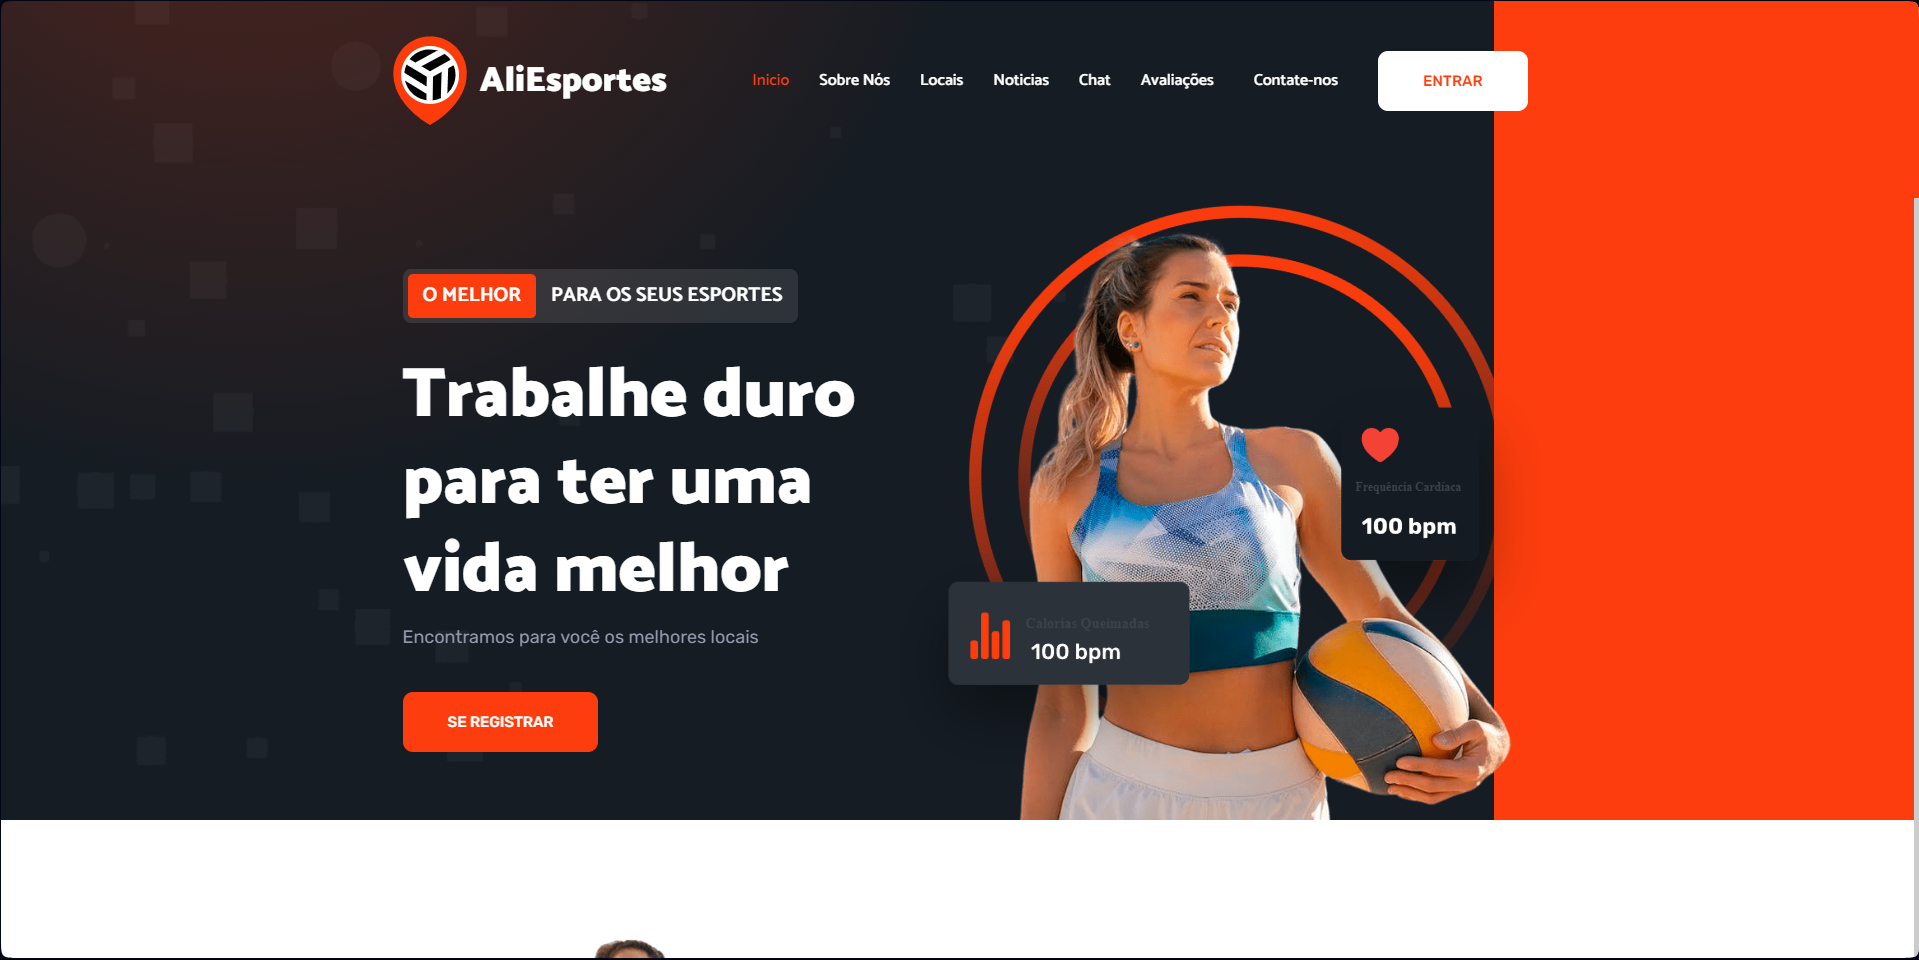 AliEsportes
Inicio Sobre Nós Locais Noticias Chat Avaliações Contate-nos ENTRAR
O MELHOR PARA OS SEUS ESPORTES
Trabalhe duro
para ter uma
vida melhor
Encontramos para você os melhores locais
SE REGISTRAR
Frequência Cardíaca
100 bpm
Calorias Queimadas
100 bpm